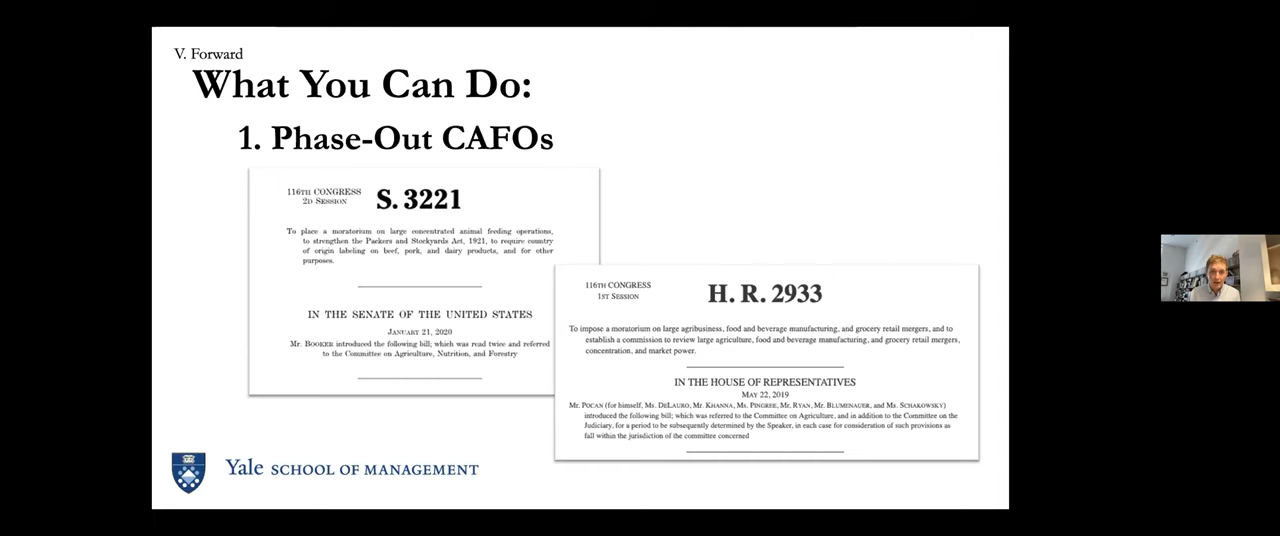 V. Forward
What You Can Do:
1. Phase-Out CAFOs
116TH CONGRESS
2D SESSION
S. 3221
To place a moratorium on large concentrated animal feeding operations,
to strengthen the Packers and Stockyards Act, 1921, to require country
of origin labeling on beef, pork, and dairy products, and for other
purposes.
IN THE SENATE OF THE UNITED STATES
JANUARY 21, 2020
Mr. BOOKER introduced the following bill; which was read twice and referred
to the Committee on Agriculture, Nutrition, and Forestry
116TH CONGRESS
1ST SESSION
H. R. 2933
To impose a moratorium on large agribusiness, food and beverage manufacturing, and grocery retail mergers, and to
establish a commission to review large agriculture, food and beverage manufacturing, and grocery retail mergers,
concentration, and market power.
IN THE HOUSE OF REPRESENTATIVES
MAY 22, 2019
Mr. POCAN (for himself, Ms. DELAURO, Mr. KHANNA, Ms. PINGREE, Mr. RYAN, Mr. BLUMENAUER, and Ms. SCHAKOWSKY)
introduced the following bill; which was referred to the Committee on Agriculture, and in addition to the Committee on the
Judiciary, for a period to be subsequently determined by the Speaker, in each case for consideration of such provisions as
fall within the jurisdiction of the committee concerned
Yale SCHOOL OF MANAGEMENT